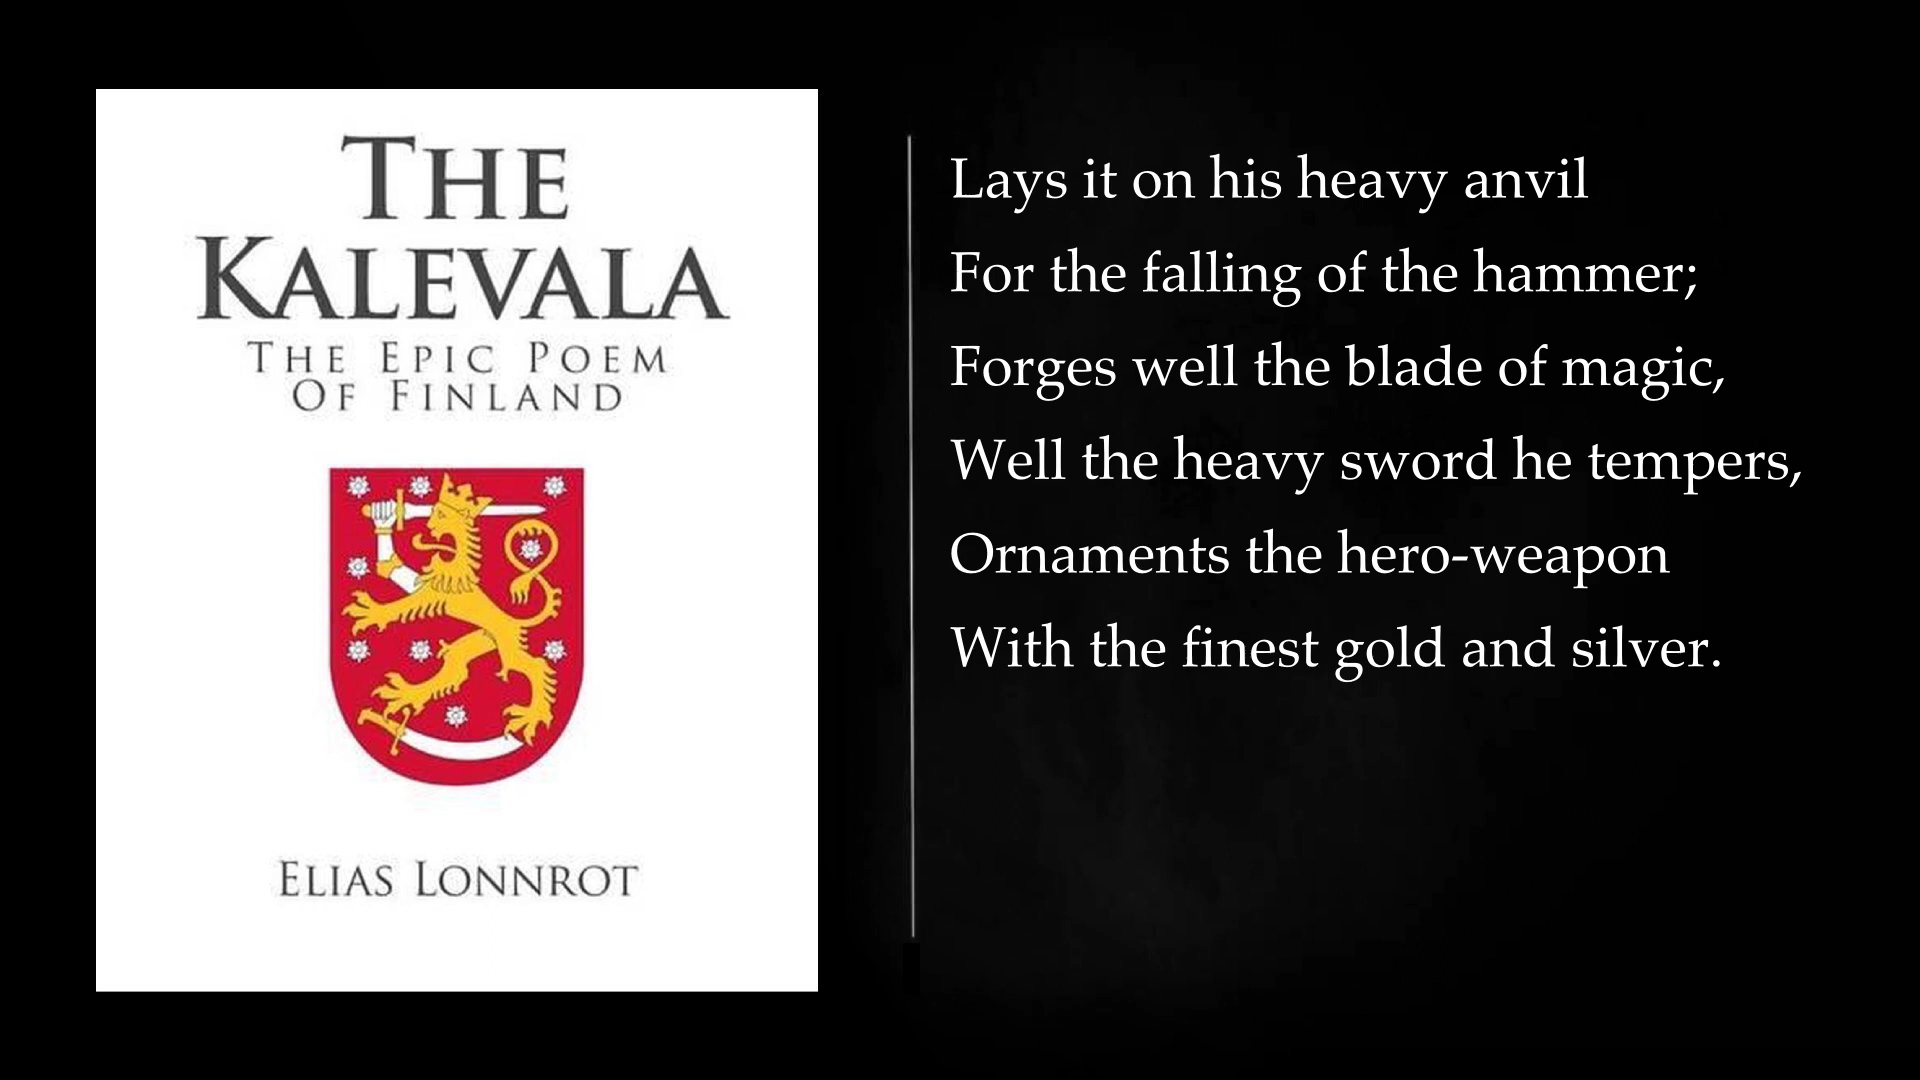 THE
KALEVALA
THE EPIC POEM
OF FINLAND
ELIAS LONNROT
Lays it on his heavy anvil
For the falling of the hammer;
Forges well the blade of magic,
Well the heavy sword he tempers,
Ornaments the hero-weapon
With the finest gold and silver.